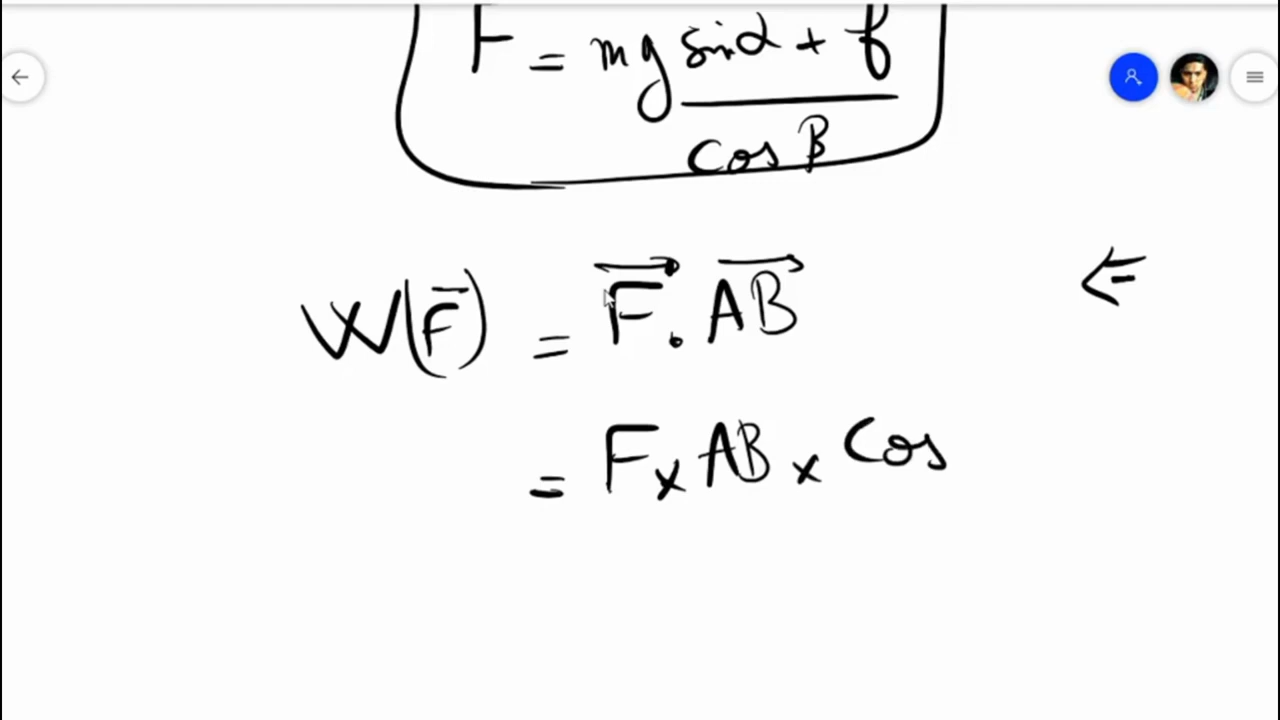 F = mg sinα + f
cos β
W(F) = F . AB
= F x AB x Cos